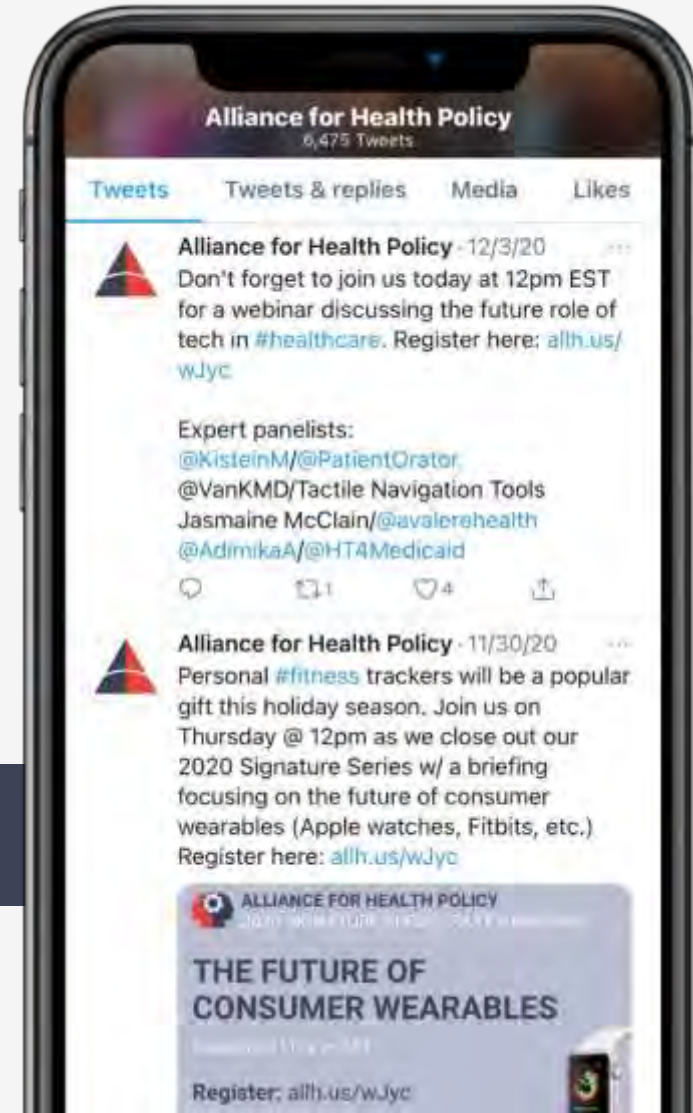 Alliance for Health Policy
6,475 Tweets
Tweets Tweets & replies Media Likes
Alliance for Health Policy · 12/3/20 ...
Don't forget to join us today at 12pm EST
for a webinar discussing the future role of
tech in #healthcare. Register here: allh.us/
wJyc
Expert panelists:
@KisteinM/@PatientOrator
@VanKMD/Tactile Navigation Tools
Jasmaine McClain/@avalerehealth
@AdimikaA/@HT4Medicaid
1 4
Alliance for Health Policy · 11/30/20 ...
Personal #fitness trackers will be a popular
gift this holiday season. Join us on
Thursday @ 12pm as we close out our
2020 Signature Series w/ a briefing
focusing on the future of consumer
wearables (Apple watches, Fitbits, etc.)
Register here: allh.us/wJyc
ALLIANCE FOR HEALTH POLICY
THE FUTURE OF
CONSUMER WEARABLES
Register: allh.us/wJyc